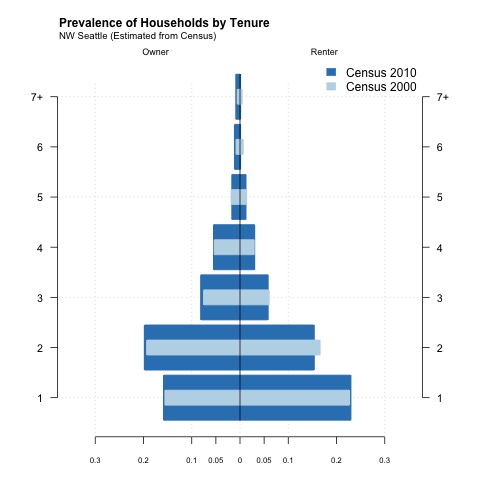 Prevalence of Households by Tenure
NW Seattle (Estimated from Census)
Owner Renter
Census 2010
Census 2000
7+ 7+
6 6
5 5
4 4
3 3
2 2
1 1
0.3 0.2 0.1 0.05 0 0.05 0.1 0.2 0.3